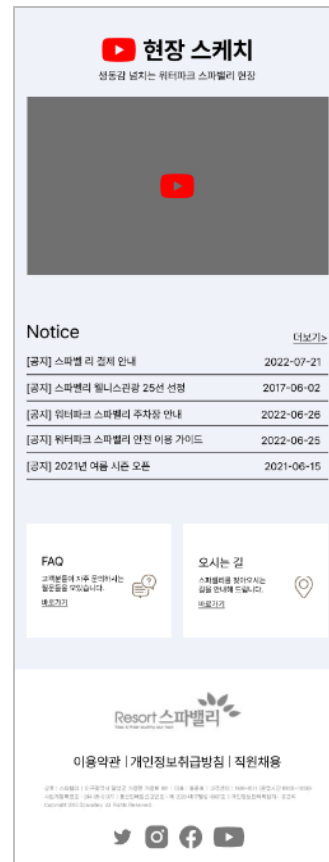 현장 스케치
생동감 넘치는 워터파크 스파밸리 현장
Notice
더보기>
[공지] 스파벨 리 결제 안내 2022-07-21
[공지] 스파벨리 웰니스관광 25선 선정 2017-06-02
[공지] 워터파크 스파밸리 주차장 안내 2022-06-26
[공지] 워터파크 스파밸리 안전 이용 가이드 2022-06-25
[공지] 2021년 여름 시즌 오픈 2021-06-15
FAQ
고객분들이 자주 문의하시는
질문들을 모았습니다.
바로가기
오시는 길
스파밸리를 찾아오시는
길을 안내해 드립니다.
바로가기
Resort 스파밸리
이용약관 | 개인정보취급방침 | 직원채용